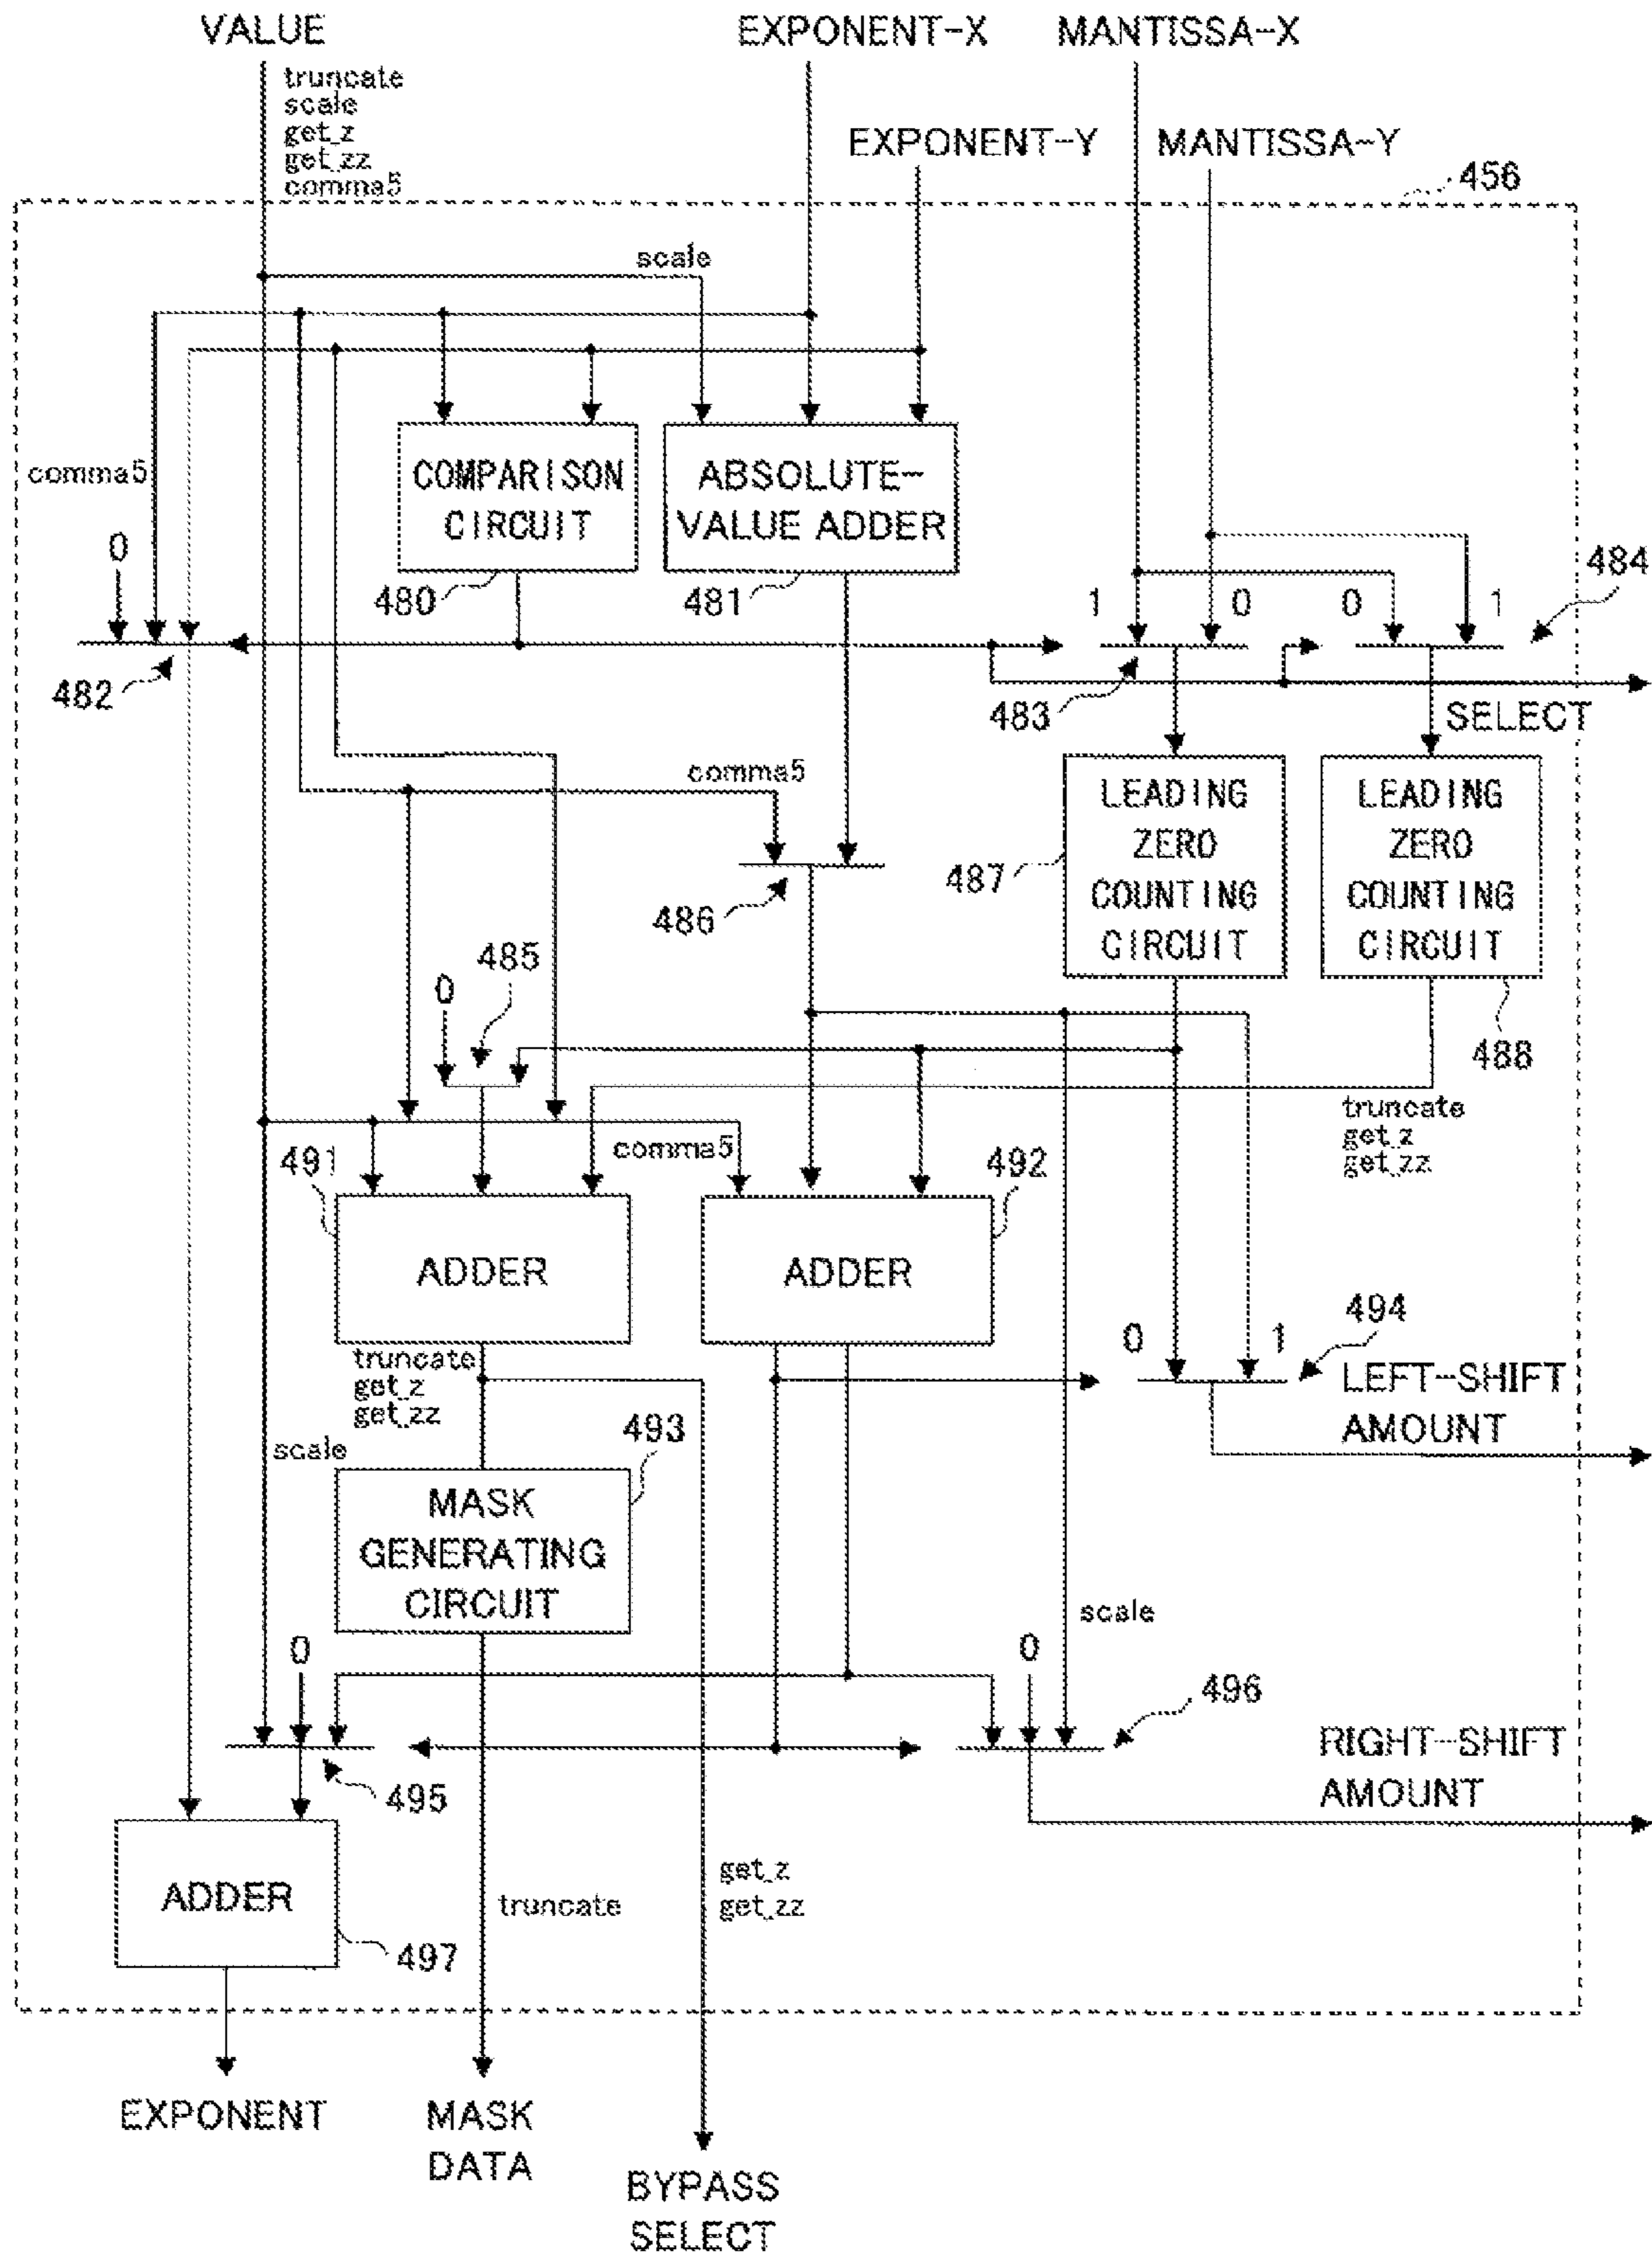 VALUE
EXPONENT-X
MANTISSA-X
truncate
scale
get_z
get_zz
comma5
EXPONENT-Y
MANTISSA-Y
456
scale
comma5
COMPARISON
CIRCUIT
ABSOLUTE-
VALUE ADDER
0
480
481
1
0
0
1
484
482
483
SELECT
comma5
LEADING
ZERO
COUNTING
CIRCUIT
LEADING
ZERO
COUNTING
CIRCUIT
487
486
485
0
488
truncate
get_z
get_zz
comma5
491
492
ADDER
ADDER
494
0
1
truncate
get_z
get_zz
LEFT-SHIFT
AMOUNT
493
scale
MASK
GENERATING
CIRCUIT
scale
0
0
496
495
RIGHT-SHIFT
AMOUNT
get_z
get_zz
ADDER
truncate
497
EXPONENT
MASK
DATA
BYPASS
SELECT